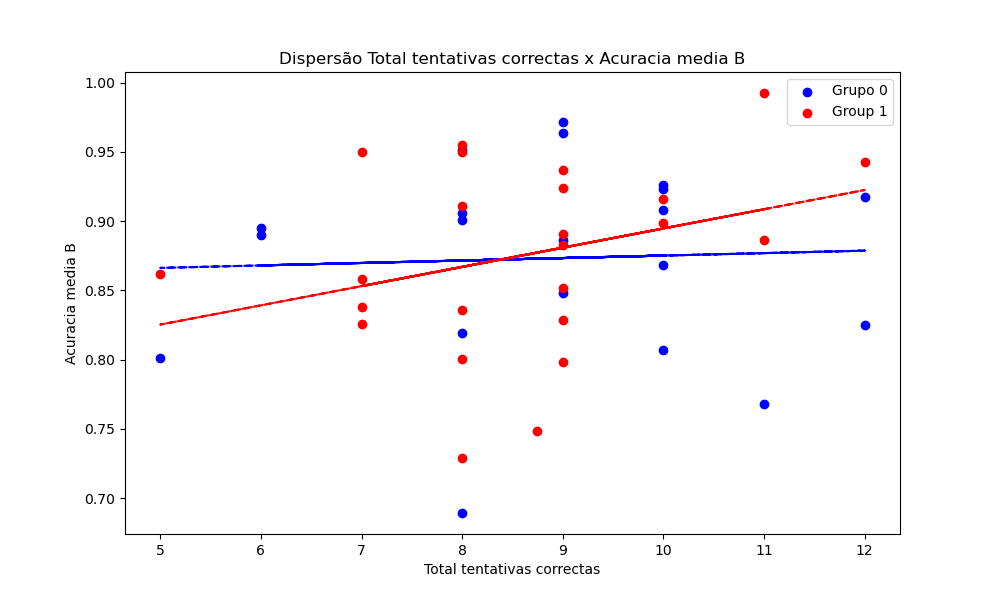 Dispersão Total tentativas correctas x Acuracia media B
Grupo 0
Group 1
Acuracia media B
1.00
0.95
0.90
0.85
0.80
0.75
0.70
5 6 7 8 9 10 11 12
Total tentativas correctas